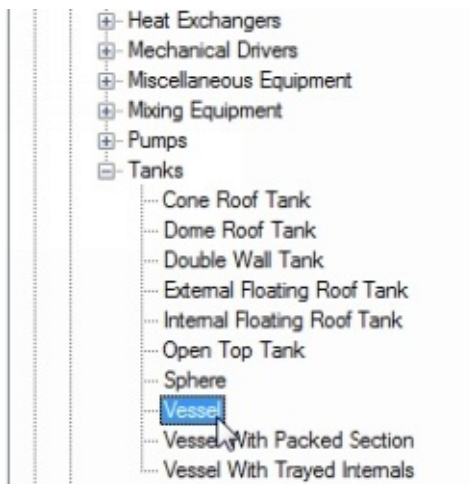 Heat Exchangers
Mechanical Drivers
Miscellaneous Equipment
Mixing Equipment
Pumps
Tanks
Cone Roof Tank
Dome Roof Tank
Double Wall Tank
External Floating Roof Tank
Internal Floating Roof Tank
Open Top Tank
Sphere
Vessel
Vessel With Packed Section
Vessel With Trayed Internals